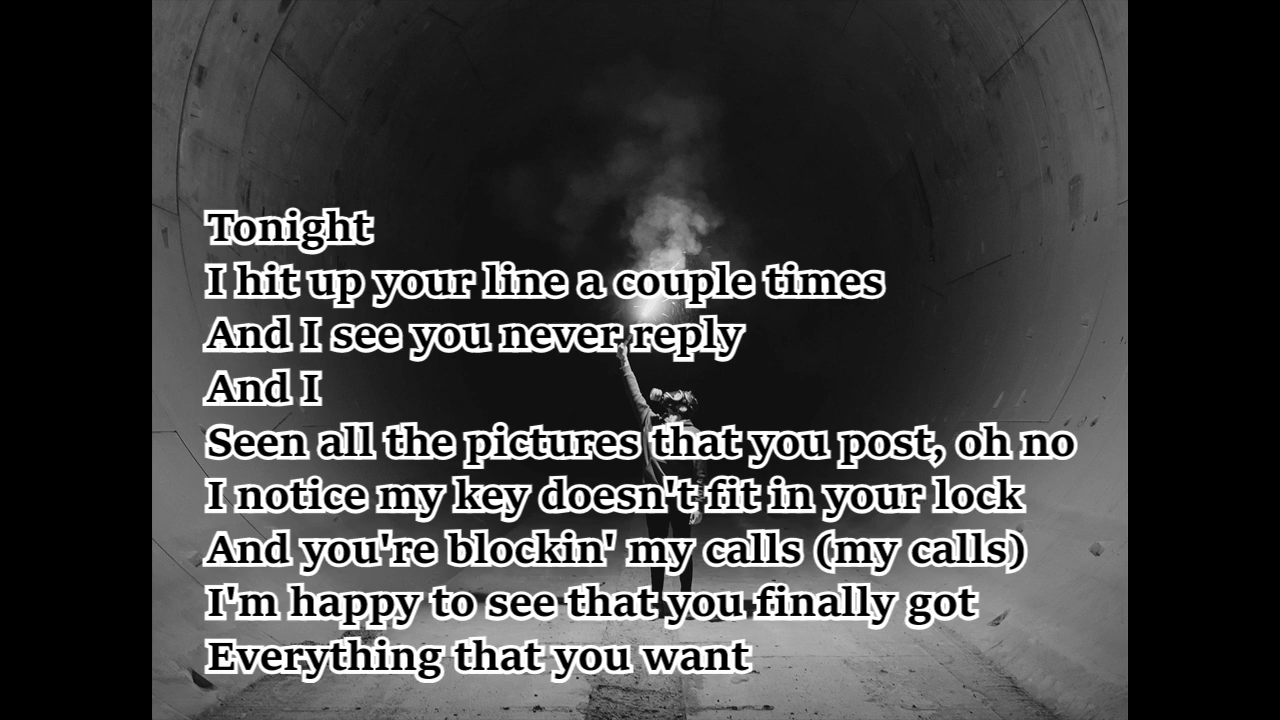 Tonight
I hit up your line a couple times
And I see you never reply
And I
Seen all the pictures that you post, oh no
I notice my key doesn't fit in your lock
And you're blockin' my calls (my calls)
I'm happy to see that you finally got
Everything that you want